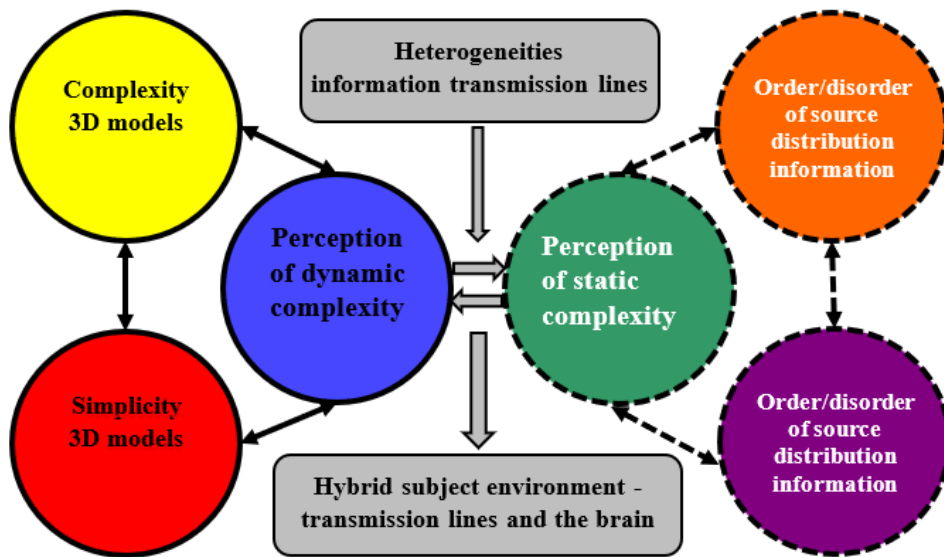 Complexity
3D models
Heterogeneities
information transmission lines
Order/disorder
of source
distribution
information
Perception
of dynamic
complexity
Perception
of static
complexity
Simplicity
3D models
Order/disorder
of source
distribution
information
Hybrid subject environment -
transmission lines and the brain